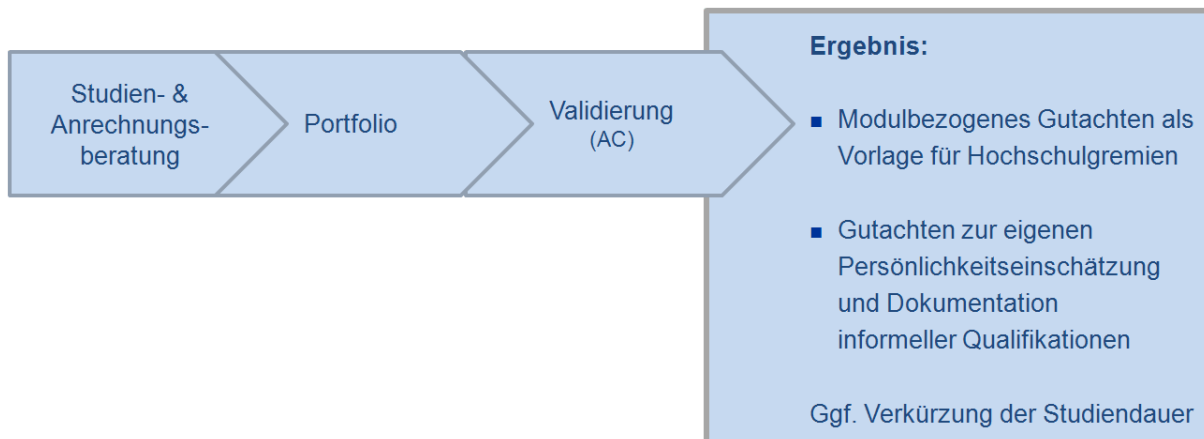 Studien- &
Anrechnungs-
beratung
Portfolio
Validierung
(AC)
Ergebnis:
■ Modulbezogenes Gutachten als
Vorlage für Hochschulgremien
■ Gutachten zur eigenen
Persönlichkeitseinschätzung
und Dokumentation
informeller Qualifikationen
Ggf. Verkürzung der Studiendauer